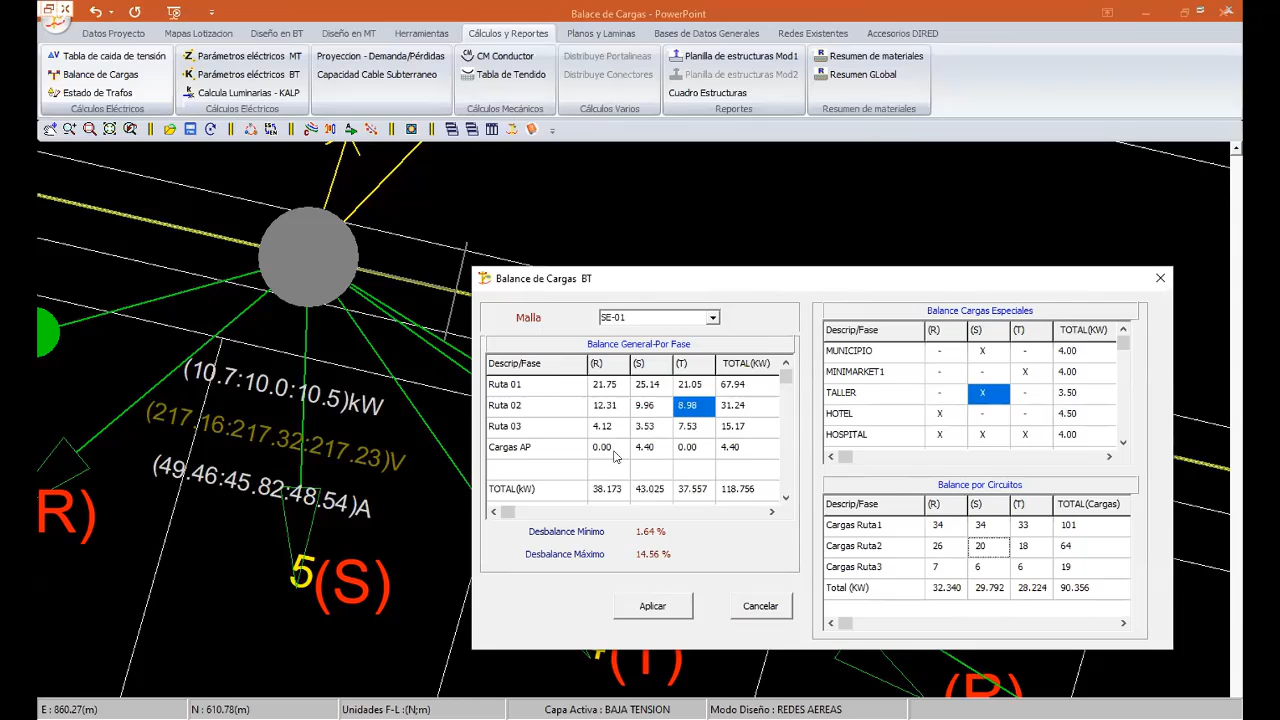 Balace de Cargas - PowerPoint
Datos Proyecto Mapas Lotizacion Diseño en BT Diseño en MT Herramientas Cálculos y Reportes Planos y Laminas Bases de Datos Generales Redes Existentes Accesorios DIRED
Tabla de caida de tensión Parámetros eléctricos MT Proyeccion - Demanda/Pérdidas CM Conductor Distribuye Portalineas Planilla de estructuras Mod1 Resumen de materiales
Balance de Cargas Parámetros eléctricos BT Capacidad Cable Subterraneo Tabla de Tendido Distribuye Conectores Planilla de estructuras Mod2 Resumen GLobal
Estado de Trafos Calcula Luminarias - KALP Cuadro Estructuras
Cálculos Eléctricos Cálculos Eléctricos Cálculos Mecánicos Cálculos Varios Reportes Resumen de materiales
(10.7:10.0:10.5)kW
(217.16:217.32:217.23)V
(49.46:45.82:48.54)A
R)
5(S)
(T)
(R)
Balance de Cargas BT
Malla SE-01
Balance General-Por Fase
Descrip/Fase (R) (S) (T) TOTAL(KW)
Ruta 01 21.75 25.14 21.05 67.94
Ruta 02 12.31 9.96 8.98 31.24
Ruta 03 4.12 3.53 7.53 15.17
Cargas AP 0.00 4.40 0.00 4.40
TOTAL(KW) 38.173 43.025 37.557 118.756
Desbalance Mínimo 1.64 %
Desbalance Máximo 14.56 %
Aplicar Cancelar
Balance Cargas Especiales
Descrip/Fase (R) (S) (T) TOTAL(KW)
MUNICIPIO - X - 4.00
MINIMARKET1 - - X 4.00
TALLER - X - 3.50
HOTEL X - - 4.50
HOSPITAL X X X 4.00
Balance por Circuitos
Descrip/Fase (R) (S) (T) TOTAL(Cargas)
Cargas Ruta1 34 34 33 101
Cargas Ruta2 26 20 18 64
Cargas Ruta3 7 6 6 19
Total (KW) 32.340 29.792 28.224 90.356
E : 860.27(m) N : 610.78(m) Unidades F-L :(N;m) Capa Activa : BAJA TENSION Modo Diseño : REDES AEREAS